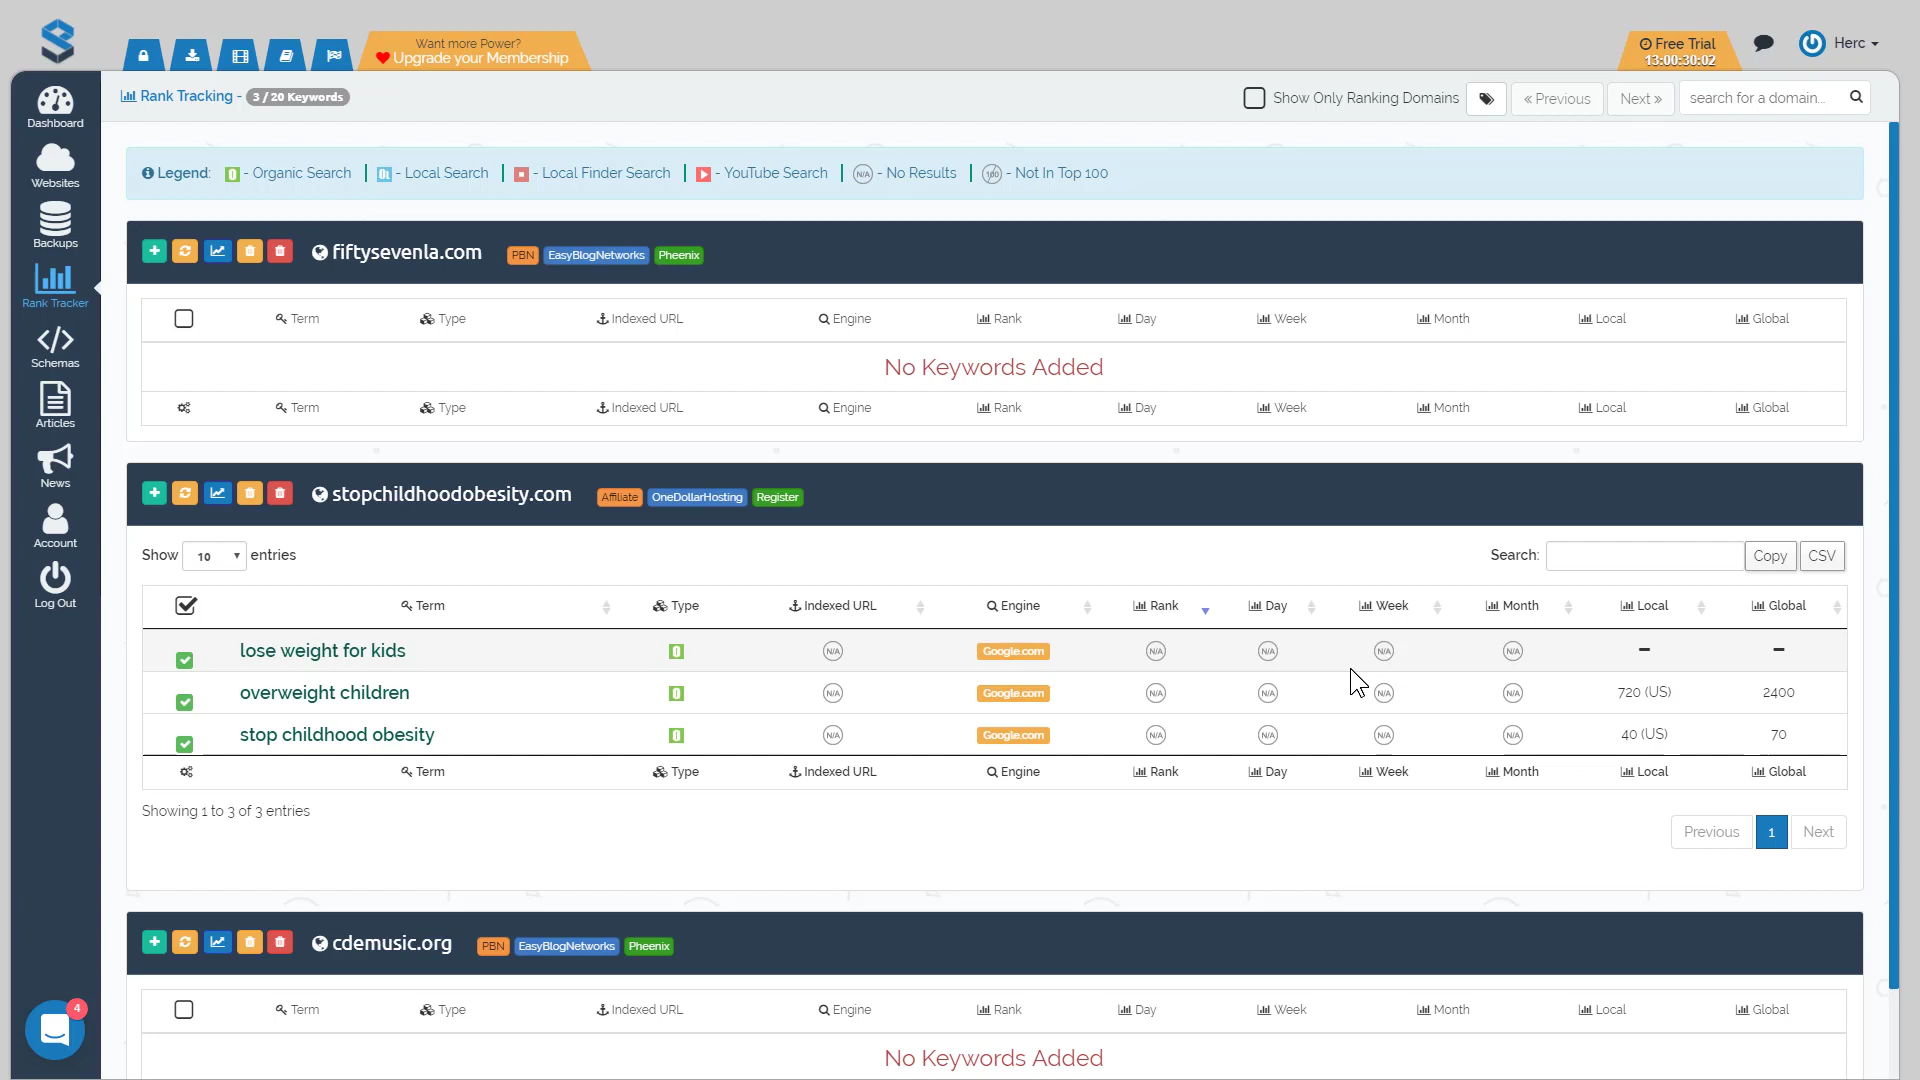 Want more Power?
Upgrade your Membership
Free Trial
13:00:30:02
Herc
Rank Tracking - 3 / 20 Keywords
Show Only Ranking Domains
« Previous
Next »
search for a domain...
Dashboard
Websites
Backups
Rank Tracker
Schemas
Articles
News
Account
Log Out
4
Legend: - Organic Search - Local Search - Local Finder Search - YouTube Search N/A - No Results 100 - Not In Top 100
fiftysevenla.com PBN EasyBlogNetworks Pheenix
Term Type Indexed URL Engine Rank Day Week Month Local Global
No Keywords Added
Term Type Indexed URL Engine Rank Day Week Month Local Global
stopchildhoodobesity.com Affiliate OneDollarHosting Register
Show 10 entries
Search: Copy CSV
Term Type Indexed URL Engine Rank Day Week Month Local Global
lose weight for kids N/A Google.com N/A N/A N/A N/A – –
overweight children N/A Google.com N/A N/A N/A N/A 720 (US) 2400
stop childhood obesity N/A Google.com N/A N/A N/A N/A 40 (US) 70
Term Type Indexed URL Engine Rank Day Week Month Local Global
Showing 1 to 3 of 3 entries
Previous 1 Next
cdemusic.org PBN EasyBlogNetworks Pheenix
Term Type Indexed URL Engine Rank Day Week Month Local Global
No Keywords Added